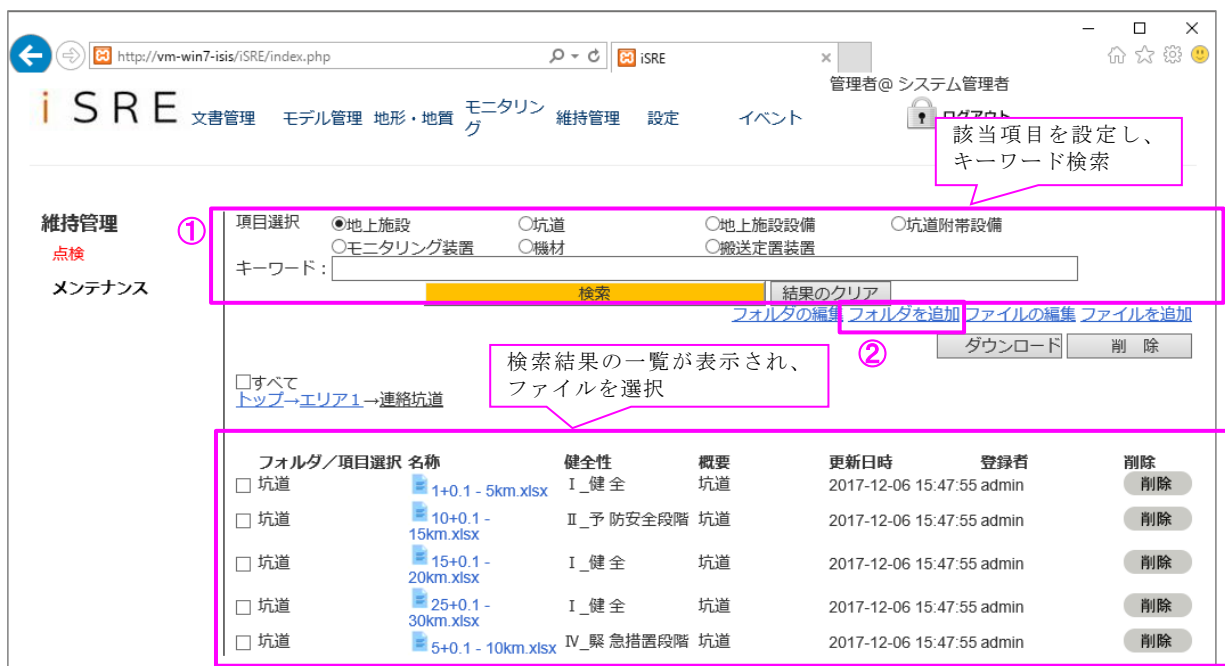 http://vm-win7-isis/iSRE/index.php
iSRE
管理者@ システム管理者
iSRE
文書管理 モデル管理 地形・地質 モニタリング 維持管理 設定 イベント
ログアウト
該当項目を設定し、
キーワード検索
維持管理
点検
メンテナンス
①
項目選択 地上施設 坑道 地上施設設備 坑道附帯設備
モニタリング装置 機材 搬送定置装置
キーワード:
検索 結果のクリア
フォルダの編集 フォルダを追加 ファイルの編集 ファイルを追加
②
ダウンロード 削 除
検索結果の一覧が表示され、
ファイルを選択
すべて
トップ→エリア1→連絡坑道
フォルダ/項目選択 名称 健全性 概要 更新日時 登録者 削除
坑道 1+0.1 - 5km.xlsx Ⅰ_健 全 坑道 2017-12-06 15:47:55 admin 削除
坑道 10+0.1 -
15km.xlsx Ⅱ_予 防安全段階 坑道 2017-12-06 15:47:55 admin 削除
坑道 15+0.1 -
20km.xlsx Ⅰ_健 全 坑道 2017-12-06 15:47:55 admin 削除
坑道 25+0.1 -
30km.xlsx Ⅰ_健 全 坑道 2017-12-06 15:47:55 admin 削除
坑道 5+0.1 - 10km.xlsx Ⅳ_緊 急措置段階 坑道 2017-12-06 15:47:55 admin 削除